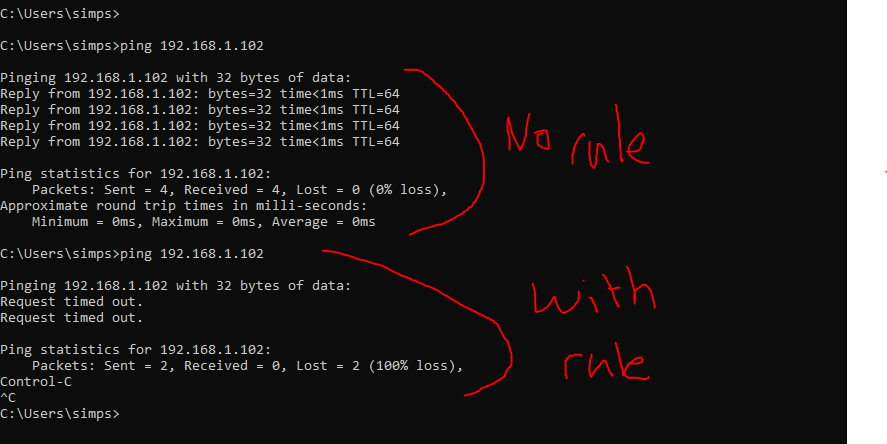 C:\Users\simps>
C:\Users\simps>ping 192.168.1.102
Pinging 192.168.1.102 with 32 bytes of data:
Reply from 192.168.1.102: bytes=32 time<1ms TTL=64
Reply from 192.168.1.102: bytes=32 time<1ms TTL=64
Reply from 192.168.1.102: bytes=32 time<1ms TTL=64
Reply from 192.168.1.102: bytes=32 time<1ms TTL=64
Ping statistics for 192.168.1.102:
    Packets: Sent = 4, Received = 4, Lost = 0 (0% loss),
Approximate round trip times in milli-seconds:
    Minimum = 0ms, Maximum = 0ms, Average = 0ms
No rule
C:\Users\simps>ping 192.168.1.102
Pinging 192.168.1.102 with 32 bytes of data:
Request timed out.
Request timed out.
Ping statistics for 192.168.1.102:
    Packets: Sent = 2, Received = 0, Lost = 2 (100% loss),
Control-C
^C
C:\Users\simps>
with
rule